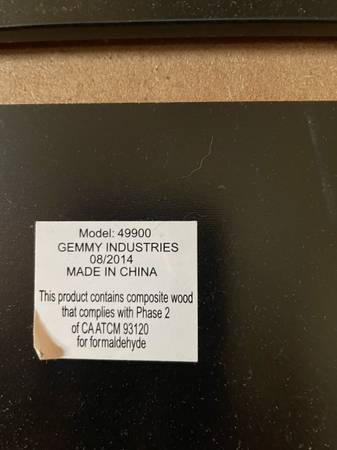 Model: 49900
GEMMY INDUSTRIES
08/2014
MADE IN CHINA
This product contains composite wood
that complies with Phase 2
of CA ATCM 93120
for formaldehyde